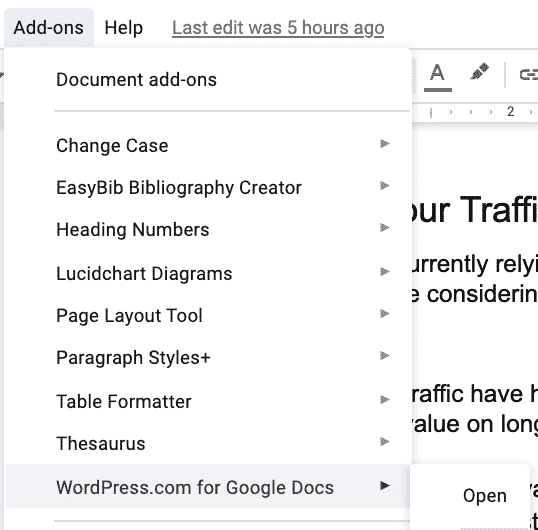 Add-ons Help Last edit was 5 hours ago
Document add-ons
A
2
Change Case
EasyBib Bibliography Creator
Heading Numbers
Lucidchart Diagrams
Page Layout Tool
Paragraph Styles+
Table Formatter
Thesaurus
WordPress.com for Google Docs
Open
our Traffi
urrently relyi
e considerin
raffic have h
value on long